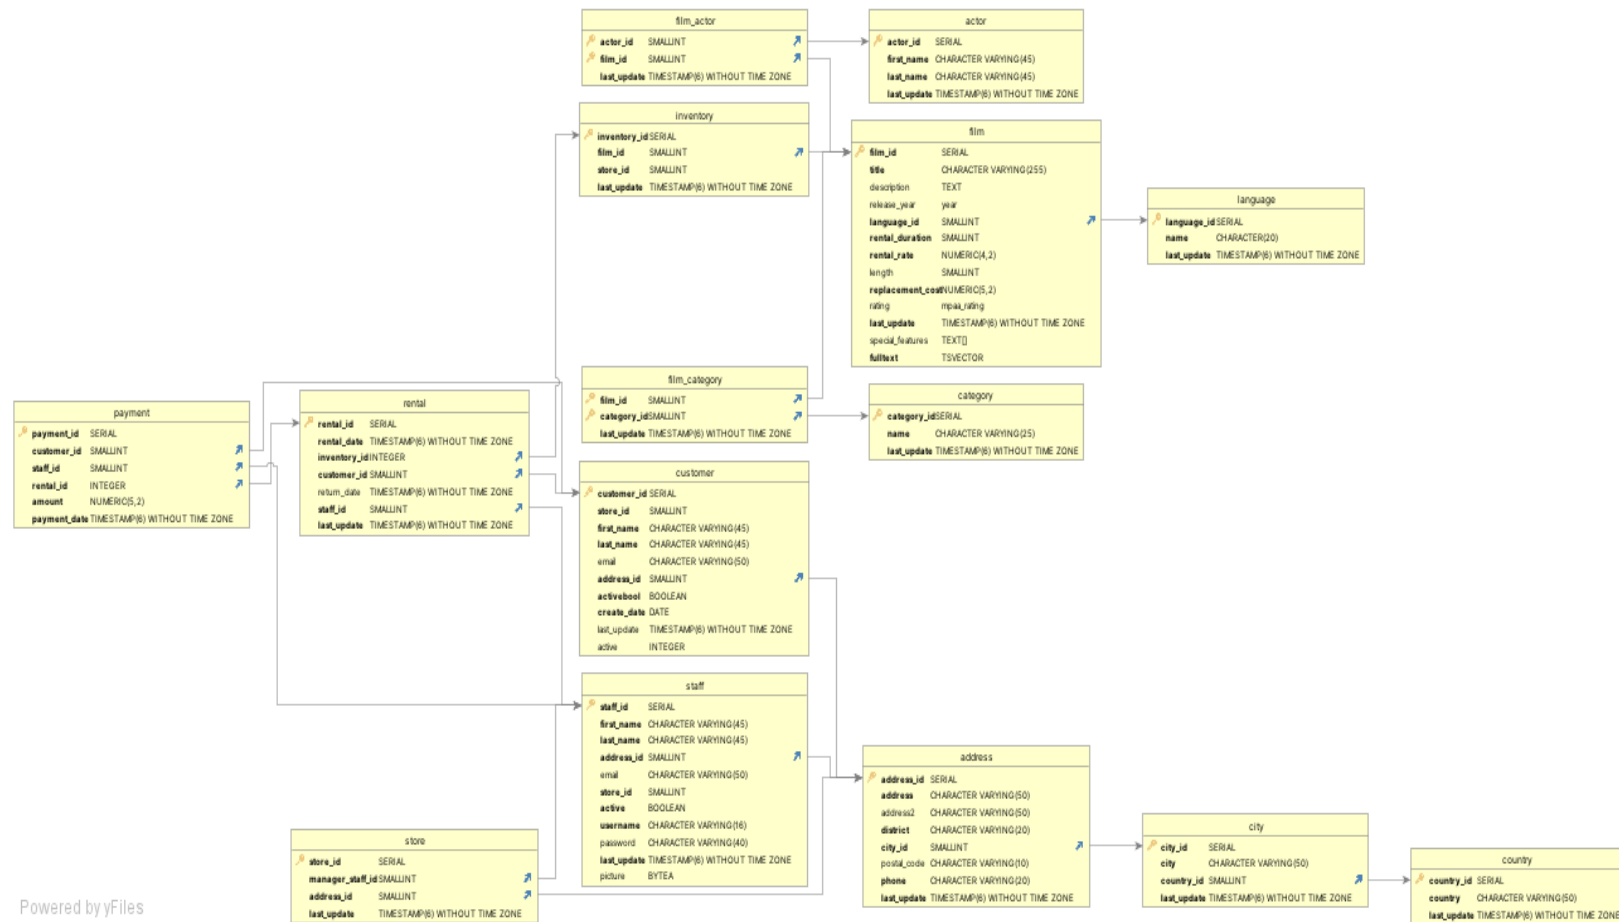 film_actor
actor_id SMALLINT
film_id SMALLINT
last_update TIMESTAMP(6) WITHOUT TIME ZONE
actor
actor_id SERIAL
first_name CHARACTER VARYING(45)
last_name CHARACTER VARYING(45)
last_update TIMESTAMP(6) WITHOUT TIME ZONE
inventory
inventory_id SERIAL
film_id SMALLINT
store_id SMALLINT
last_update TIMESTAMP(6) WITHOUT TIME ZONE
film
film_id SERIAL
title CHARACTER VARYING(255)
description TEXT
release_year year
language_id SMALLINT
rental_duration SMALLINT
rental_rate NUMERIC(4,2)
length SMALLINT
replacement_cost NUMERIC(5,2)
rating mpaa_rating
last_update TIMESTAMP(6) WITHOUT TIME ZONE
special_features TEXT[]
fulltext TSVECTOR
language
language_id SERIAL
name CHARACTER(20)
last_update TIMESTAMP(6) WITHOUT TIME ZONE
film_category
film_id SMALLINT
category_id SMALLINT
last_update TIMESTAMP(6) WITHOUT TIME ZONE
category
category_id SERIAL
name CHARACTER VARYING(25)
last_update TIMESTAMP(6) WITHOUT TIME ZONE
payment
payment_id SERIAL
customer_id SMALLINT
staff_id SMALLINT
rental_id INTEGER
amount NUMERIC(5,2)
payment_date TIMESTAMP(6) WITHOUT TIME ZONE
rental
rental_id SERIAL
rental_date TIMESTAMP(6) WITHOUT TIME ZONE
inventory_id INTEGER
customer_id SMALLINT
return_date TIMESTAMP(6) WITHOUT TIME ZONE
staff_id SMALLINT
last_update TIMESTAMP(6) WITHOUT TIME ZONE
customer
customer_id SERIAL
store_id SMALLINT
first_name CHARACTER VARYING(45)
last_name CHARACTER VARYING(45)
email CHARACTER VARYING(50)
address_id SMALLINT
activebool BOOLEAN
create_date DATE
last_update TIMESTAMP(6) WITHOUT TIME ZONE
active INTEGER
staff
staff_id SERIAL
first_name CHARACTER VARYING(45)
last_name CHARACTER VARYING(45)
address_id SMALLINT
email CHARACTER VARYING(50)
store_id SMALLINT
active BOOLEAN
username CHARACTER VARYING(16)
password CHARACTER VARYING(40)
last_update TIMESTAMP(6) WITHOUT TIME ZONE
picture BYTEA
address
address_id SERIAL
address CHARACTER VARYING(50)
address2 CHARACTER VARYING(50)
district CHARACTER VARYING(20)
city_id SMALLINT
postal_code CHARACTER VARYING(10)
phone CHARACTER VARYING(20)
last_update TIMESTAMP(6) WITHOUT TIME ZONE
store
store_id SERIAL
manager_staff_id SMALLINT
address_id SMALLINT
last_update TIMESTAMP(6) WITHOUT TIME ZONE
city
city_id SERIAL
city CHARACTER VARYING(50)
country_id SMALLINT
last_update TIMESTAMP(6) WITHOUT TIME ZONE
country
country_id SERIAL
country CHARACTER VARYING(50)
last_update TIMESTAMP(6) WITHOUT TIME ZONE
Powered by yFiles